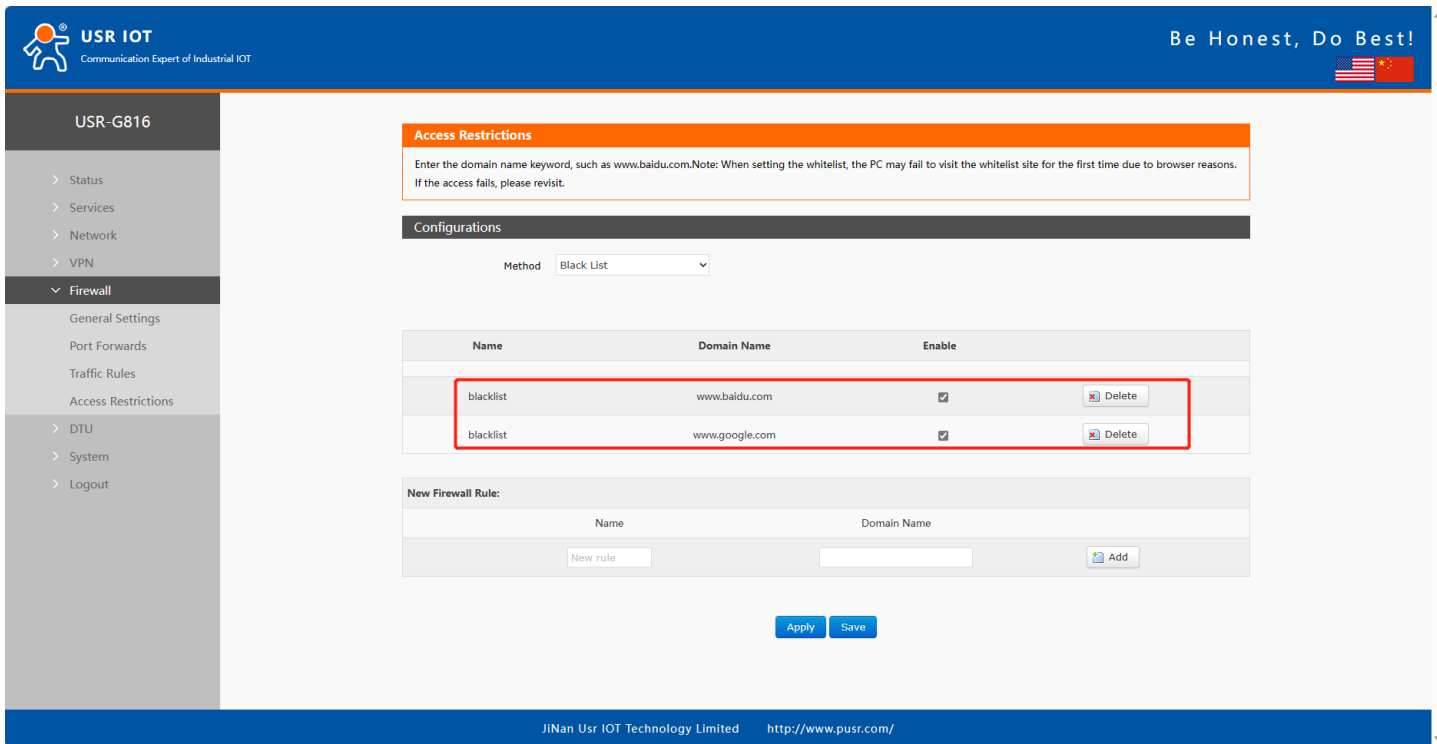 USR IOT
Communication Expert of Industrial IOT
Be Honest, Do Best!
USR-G816
Status
Services
Network
VPN
Firewall
General Settings
Port Forwards
Traffic Rules
Access Restrictions
DTU
System
Logout
Access Restrictions
Enter the domain name keyword, such as www.baidu.com.Note: When setting the whitelist, the PC may fail to visit the whitelist site for the first time due to browser reasons.
If the access fails, please revisit.
Configurations
Method Black List
Name Domain Name Enable
blacklist www.baidu.com Delete
blacklist www.google.com Delete
New Firewall Rule:
Name Domain Name
New rule Add
Apply Save
JiNan Usr IOT Technology Limited http://www.pusr.com/